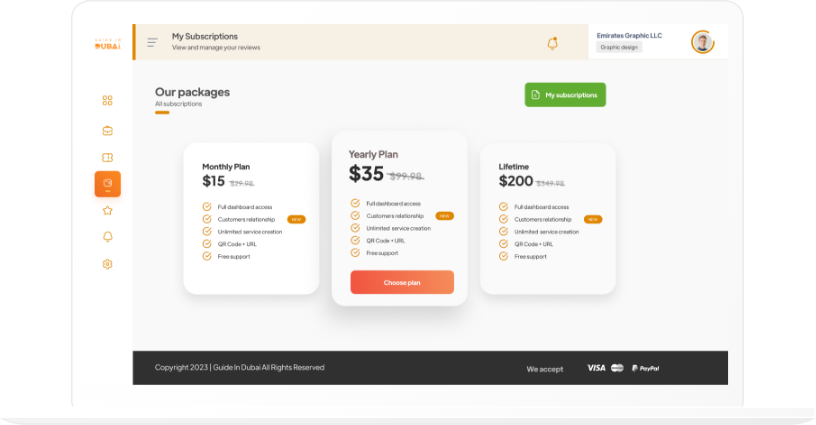 GUIDE IN
DUBAI
My Subscriptions
View and manage your reviews
Emirates Graphic LLC
Graphic design
Our packages
All subscriptions
My subscriptions
Monthly Plan
$15 $29.98.
Full dashboard access
Customers relationship NEW
Unlimited service creation
QR Code + URL
Free support
Yearly Plan
$35 $99.98.
Full dashboard access
Customers relationship NEW
Unlimited service creation
QR Code + URL
Free support
Choose plan
Lifetime
$200 $349.98.
Full dashboard access
Customers relationship NEW
Unlimited service creation
QR Code + URL
Free support
Copyright 2023 | Guide In Dubai All Rights Reserved
We accept VISA PayPal